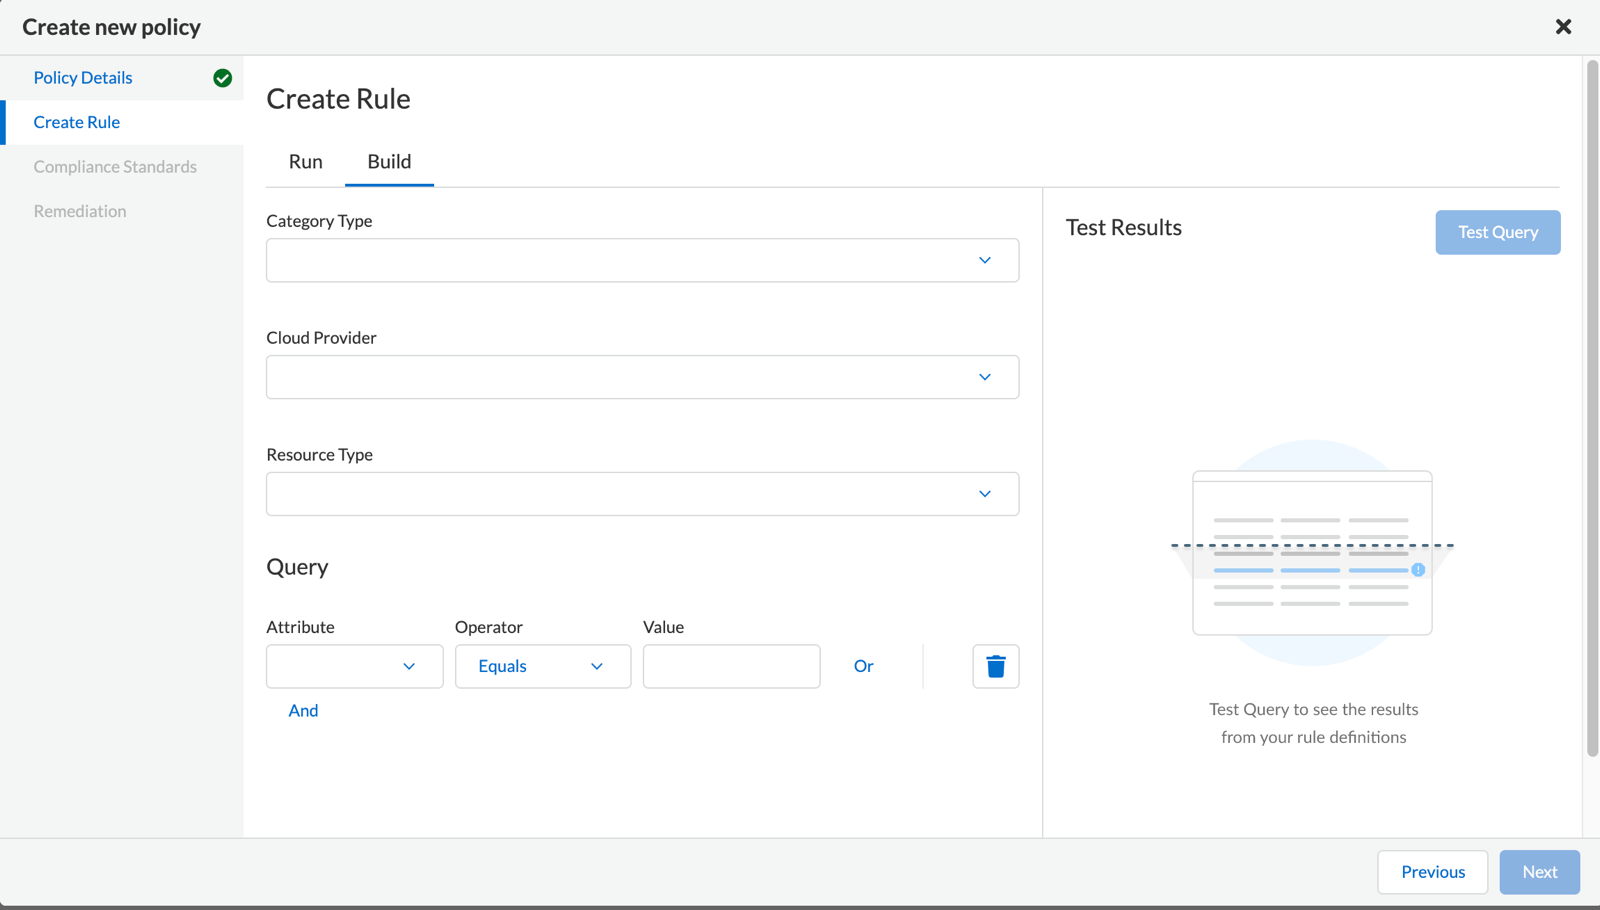 Create new policy
Policy Details
Create Rule
Compliance Standards
Remediation
Create Rule
Run Build
Category Type
Cloud Provider
Resource Type
Query
Attribute Operator Value
Equals Or
And
Test Results Test Query
Test Query to see the results
from your rule definitions
Previous Next